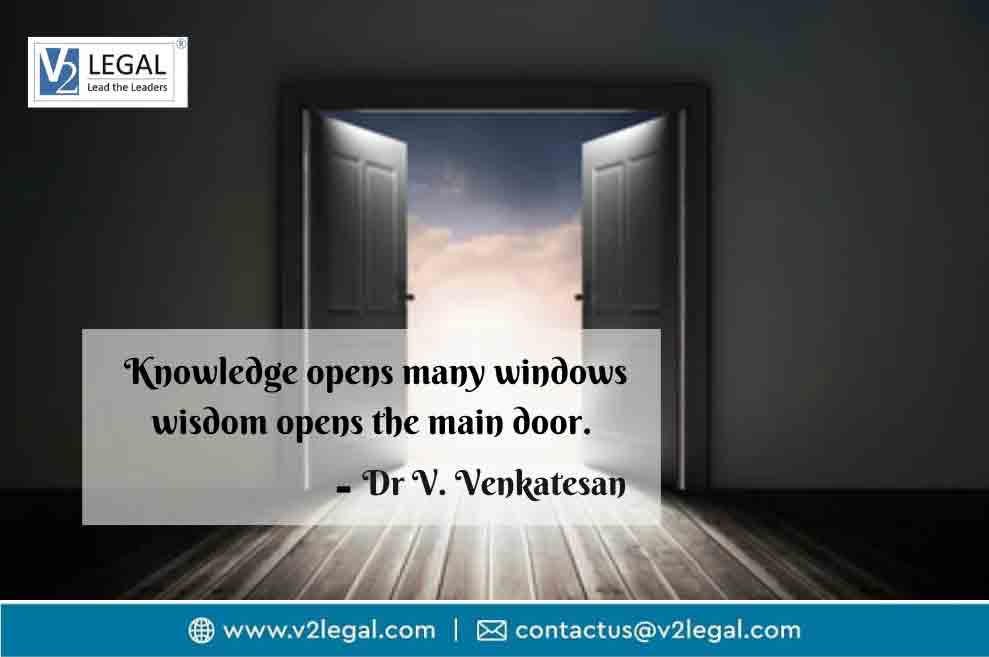 V2 LEGAL ®
Lead the Leaders
Knowledge opens many windows
wisdom opens the main door.
- Dr V. Venkatesan
www.v2legal.com | contactus@v2legal.com